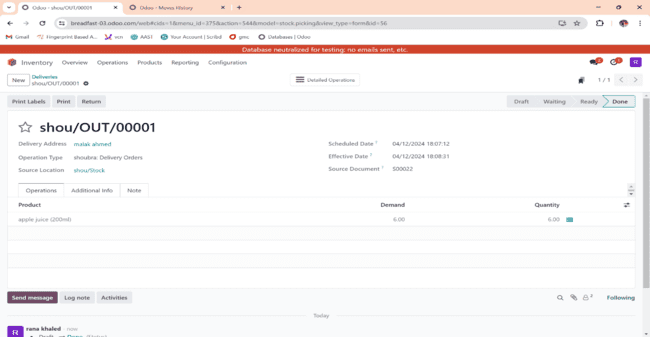 Odoo - shou/OUT/00001
Odoo - Moves History
breadfast-03.odoo.com/web#cids=1&menu_id=375&action=544&model=stock.picking&view_type=form&id=56
Gmail
Fingerprint Based A...
vcn
AAST
Your Account | Scribd
gms
Databases | Odoo
Database neutralized for testing: no emails sent, etc.
Inventory Overview Operations Products Reporting Configuration
R
New
Deliveries
shou/OUT/00001
Detailed Operations
1 / 1
Print Labels Print Return
Draft Waiting Ready Done
shou/OUT/00001
Delivery Address malak ahmed
Scheduled Date ? 04/12/2024 18:07:12
Operation Type shoubra: Delivery Orders
Effective Date ? 04/12/2024 18:08:31
Source Location shou/Stock
Source Document ? S00022
Operations Additional Info Note
Product Demand Quantity
apple juice (200ml) 6.00 6.00
Send message Log note Activities
2 Following
Today
R
rana khaled now
Draft → Done (Status)